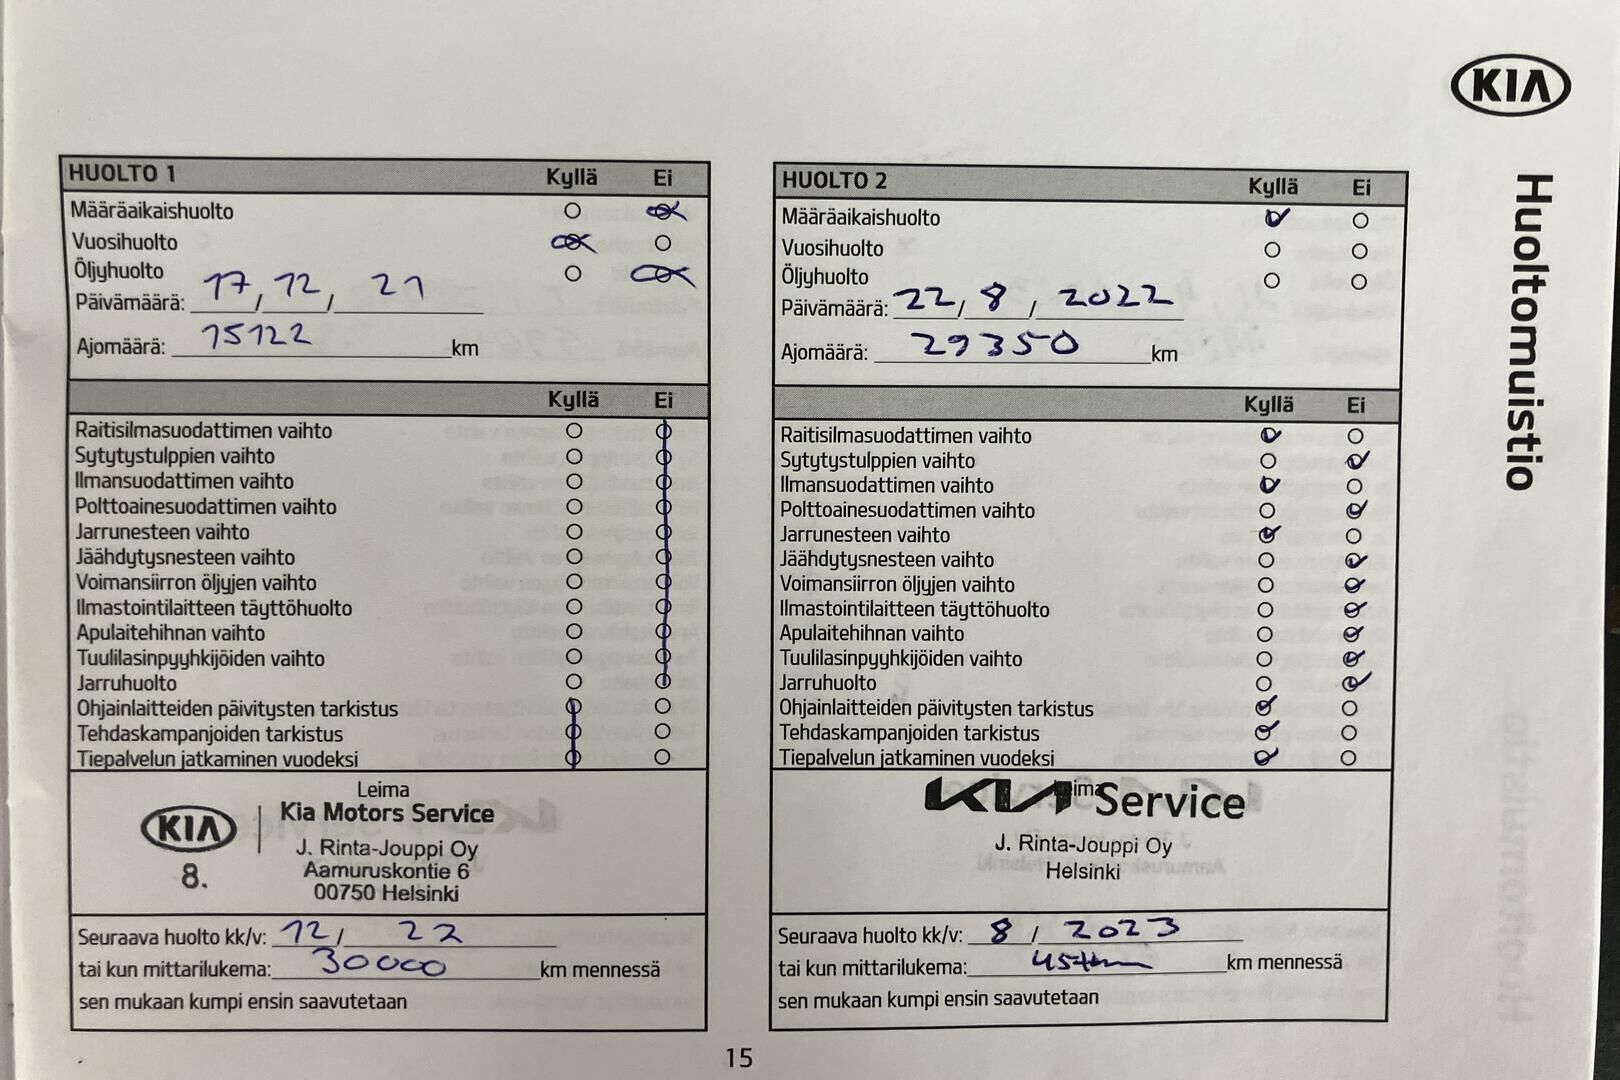 KIA
Huoltomuistio
HUOLTO 1 Kyllä Ei
Määräaikaishuolto
Vuosihuolto
Öljyhuolto
Päivämäärä: 17 / 12 / 21
Ajomäärä: 15122 km
Kyllä Ei
Raitisilmasuodattimen vaihto
Sytytystulppien vaihto
Ilmansuodattimen vaihto
Polttoainesuodattimen vaihto
Jarrunesteen vaihto
Jäähdytysnesteen vaihto
Voimansiirron öljyjen vaihto
Ilmastointilaitteen täyttöhuolto
Apulaitehihnan vaihto
Tuulilasinpyyhkijöiden vaihto
Jarruhuolto
Ohjainlaitteiden päivitysten tarkistus
Tehdaskampanjoiden tarkistus
Tiepalvelun jatkaminen vuodeksi
Leima
KIA Kia Motors Service
J. Rinta-Jouppi Oy
Aamuruskontie 6
8. 00750 Helsinki
Seuraava huolto kk/v: 12 / 22
tai kun mittarilukema: 30000 km mennessä
sen mukaan kumpi ensin saavutetaan
HUOLTO 2 Kyllä Ei
Määräaikaishuolto
Vuosihuolto
Öljyhuolto
Päivämäärä: 22 / 8 / 2022
Ajomäärä: 29350 km
Kyllä Ei
Raitisilmasuodattimen vaihto
Sytytystulppien vaihto
Ilmansuodattimen vaihto
Polttoainesuodattimen vaihto
Jarrunesteen vaihto
Jäähdytysnesteen vaihto
Voimansiirron öljyjen vaihto
Ilmastointilaitteen täyttöhuolto
Apulaitehihnan vaihto
Tuulilasinpyyhkijöiden vaihto
Jarruhuolto
Ohjainlaitteiden päivitysten tarkistus
Tehdaskampanjoiden tarkistus
Tiepalvelun jatkaminen vuodeksi
Leima
KIA Service
J. Rinta-Jouppi Oy
Helsinki
Seuraava huolto kk/v: 8 / 2023
tai kun mittarilukema: 45tkm km mennessä
sen mukaan kumpi ensin saavutetaan
15